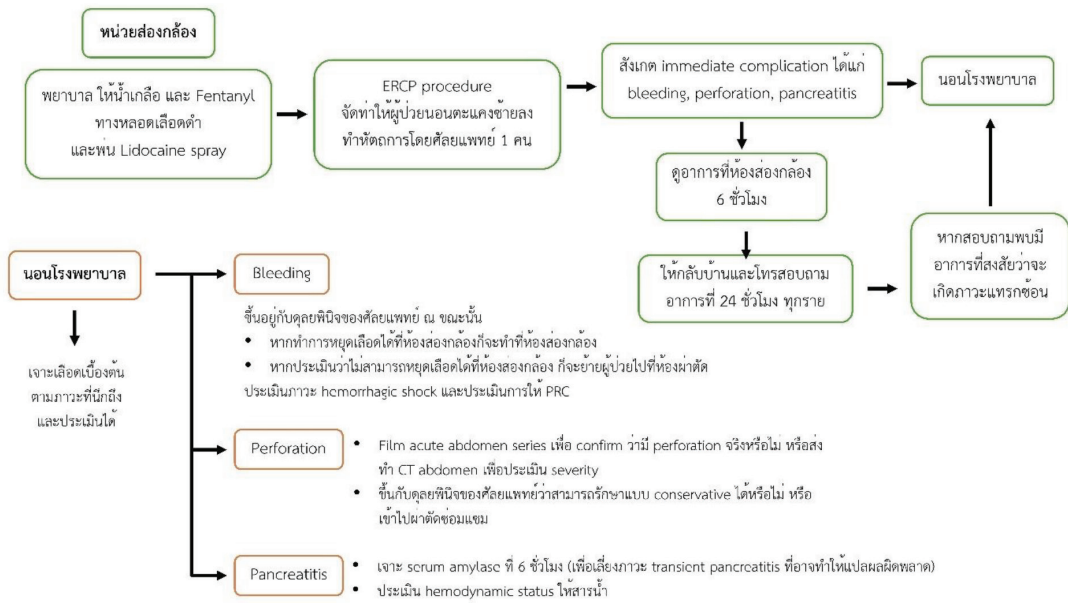 หน่วยส่องกล้อง
พยาบาล ให้น้ำเกลือ และ Fentanyl
ทางหลอดเลือดดำ
และพ่น Lidocaine spray
ERCP procedure
จัดท่าให้ผู้ป่วยนอนตะแคงซ้ายลง
ทำหัตถการโดยศัลยแพทย์ 1 คน
สังเกต immediate complication ได้แก่
bleeding, perforation, pancreatitis
นอนโรงพยาบาล
ดูอาการที่ห้องส่องกล้อง
6 ชั่วโมง
ให้กลับบ้านและโทรสอบถาม
อาการที่ 24 ชั่วโมง ทุกราย
หากสอบถามพบมี
อาการที่สงสัยว่าจะ
เกิดภาวะแทรกซ้อน
นอนโรงพยาบาล
เจาะเลือดเบื้องต้น
ตามภาวะที่นึกถึง
และประเมินได้
Bleeding
ขึ้นอยู่กับดุลยพินิจของศัลยแพทย์ ณ ขณะนั้น
• หากทำการหยุดเลือดได้ที่ห้องส่องกล้องก็จะทำที่ห้องส่องกล้อง
• หากประเมินว่าไม่สามารถหยุดเลือดได้ที่ห้องส่องกล้อง ก็จะย้ายผู้ป่วยไปที่ห้องผ่าตัด
ประเมินภาวะ hemorrhagic shock และประเมินการให้ PRC
Perforation
• Film acute abdomen series เพื่อ confirm ว่ามี perforation จริงหรือไม่ หรือส่ง
ทำ CT abdomen เพื่อประเมิน severity
• ขึ้นกับดุลยพินิจของศัลยแพทย์ว่าสามารถรักษาแบบ conservative ได้หรือไม่ หรือ
เข้าไปผ่าตัดซ่อมแซม
Pancreatitis
• เจาะ serum amylase ที่ 6 ชั่วโมง (เพื่อเลี่ยงภาวะ transient pancreatitis ที่อาจทำให้แปลผลผิดพลาด)
• ประเมิน hemodynamic status ให้สารน้ำ